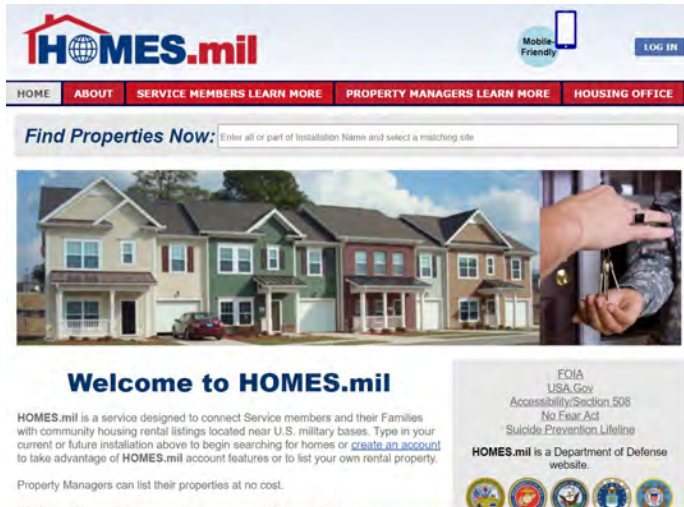 HOMES.mil
Mobile-
Friendly
LOG IN
HOME ABOUT SERVICE MEMBERS LEARN MORE PROPERTY MANAGERS LEARN MORE HOUSING OFFICE
Find Properties Now: Enter all or part of Installation Name and select a matching site
Welcome to HOMES.mil
HOMES.mil is a service designed to connect Service members and their Families
with community housing rental listings located near U.S. military bases. Type in your
current or future installation above to begin searching for homes or create an account
to take advantage of HOMES.mil account features or to list your own rental property.
Property Managers can list their properties at no cost.
FOIA
USA.Gov
Accessibility/Section 508
No Fear Act
Suicide Prevention Lifeline
HOMES.mil is a Department of Defense
website.